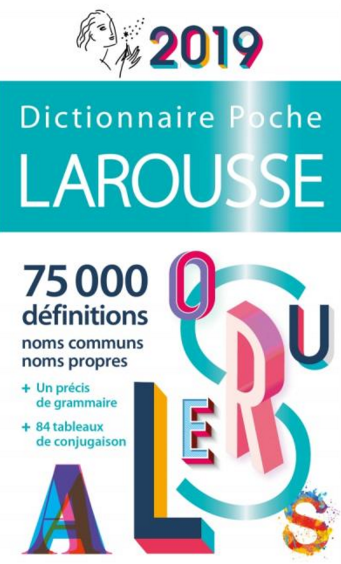 2019
Dictionnaire Poche
LAROUSSE
75 000
définitions
noms communs
noms propres
+ Un précis
de grammaire
+ 84 tableaux
de conjugaison
O
U
R
S
E
L
A
S